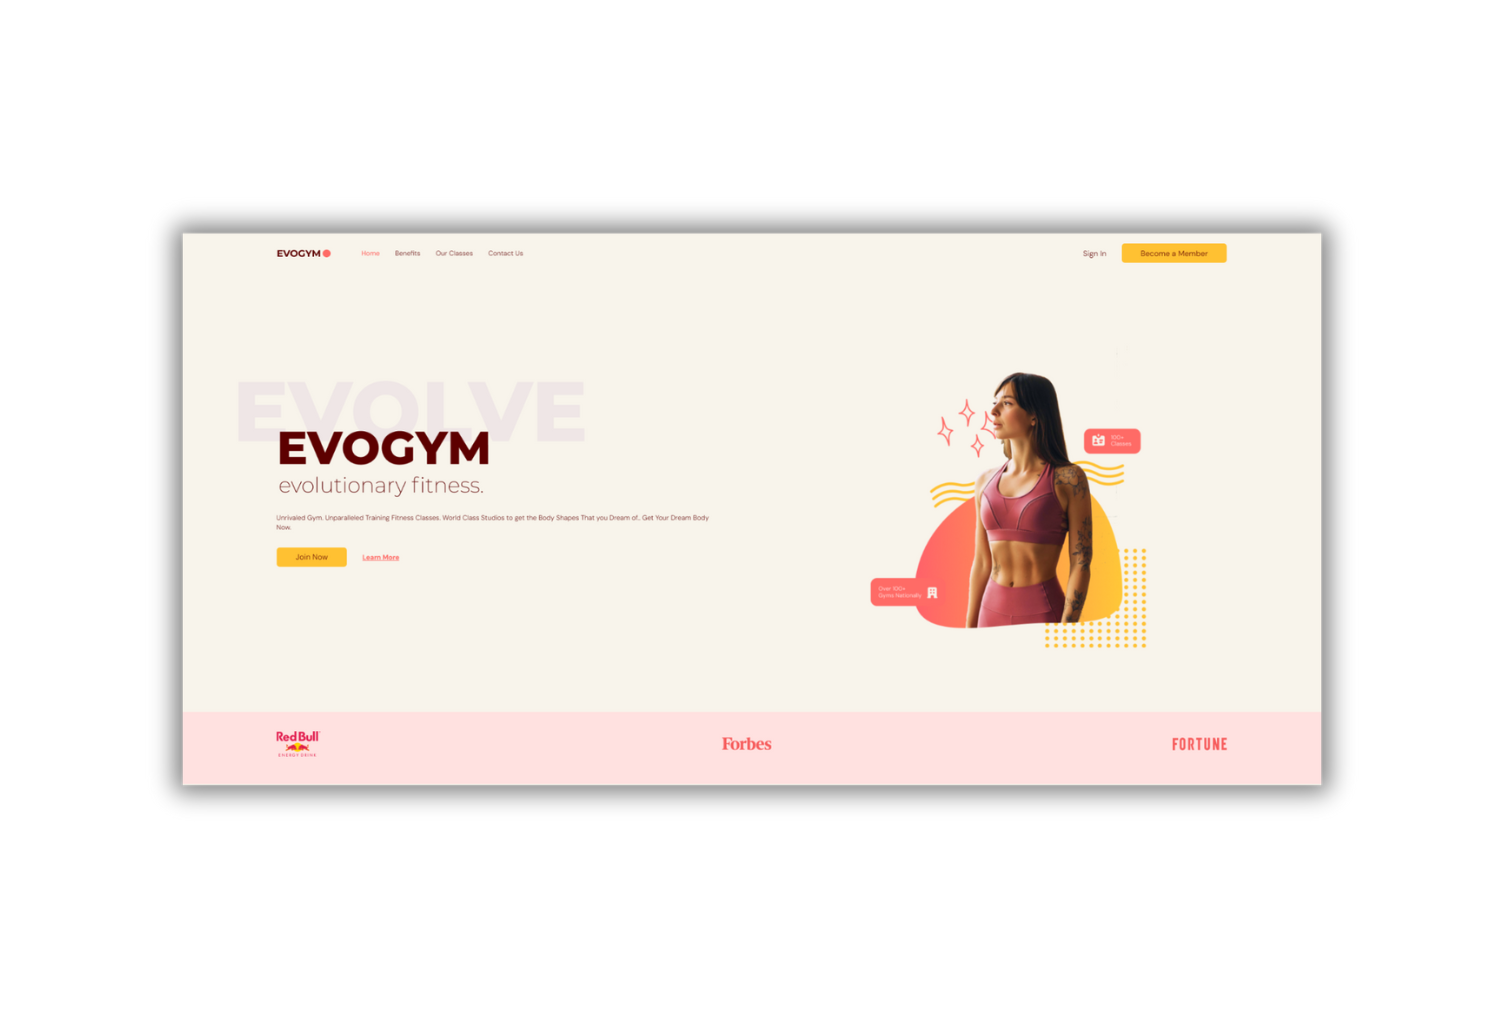 EVOGYM
Home Benefits Our Classes Contact Us
Sign In
Become a Member
EVOLVE
EVOGYM
evolutionary fitness.
Unrivaled Gym. Unparalleled Training Fitness Classes. World Class Studios to get the Body Shapes That you Dream of.. Get Your Dream Body
Now.
Join Now
Learn More
100+
Classes
Over 100+
Gyms Nationally
Red Bull
ENERGY DRINK
Forbes
FORTUNE